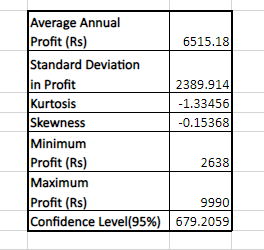 Average Annual
Profit (Rs) 6515.18
Standard Deviation
in Profit 2389.914
Kurtosis -1.33456
Skewness -0.15368
Minimum
Profit (Rs) 2638
Maximum
Profit (Rs) 9990
Confidence Level(95%) 679.2059